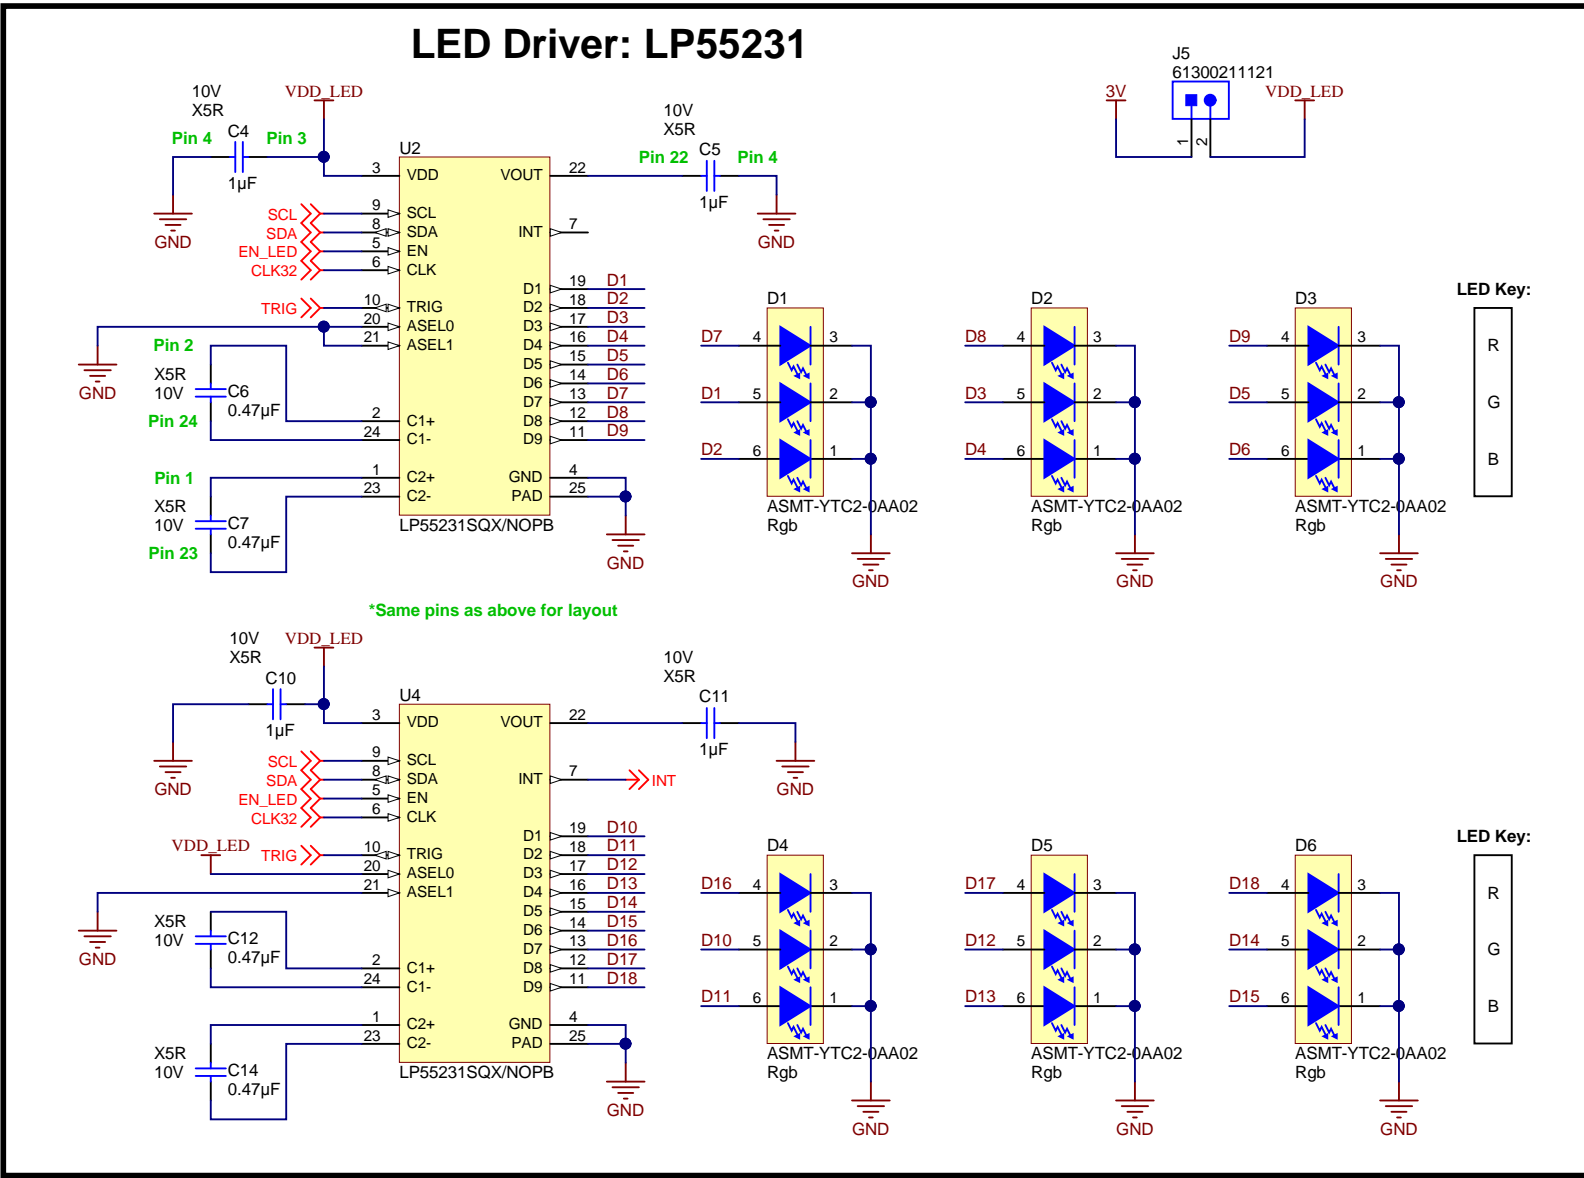 LED Driver: LP55231
J5
61300211121
3V
VDD_LED
1
2
10V
X5R
VDD_LED
Pin 4
C4
Pin 3
1µF
GND
U2
3
VDD
VOUT
22
10V
X5R
Pin 22
C5
Pin 4
1µF
GND
SCL
9
SCL
SDA
8
SDA
INT
7
EN_LED
5
EN
CLK32
6
CLK
D1
19
D1
TRIG
10
TRIG
D2
18
D2
20
ASEL0
D3
17
D3
21
ASEL1
D4
16
D4
GND
D5
15
D5
D6
14
D6
D7
13
D7
2
C1+
D8
12
D8
24
C1-
D9
11
D9
1
C2+
GND
4
23
C2-
PAD
25
LP55231SQX/NOPB
GND
Pin 2
X5R
10V
C6
0.47µF
Pin 24
Pin 1
X5R
10V
C7
0.47µF
Pin 23
D1
D7
4
3
D1
5
2
D2
6
1
ASMT-YTC2-0AA02
Rgb
GND
D2
D8
4
3
D3
5
2
D4
6
1
ASMT-YTC2-0AA02
Rgb
GND
D3
D9
4
3
D5
5
2
D6
6
1
ASMT-YTC2-0AA02
Rgb
GND
LED Key:
R
G
B
*Same pins as above for layout
10V
X5R
VDD_LED
C10
1µF
GND
U4
3
VDD
VOUT
22
10V
X5R
C11
1µF
GND
SCL
9
SCL
SDA
8
SDA
INT
7
INT
EN_LED
5
EN
CLK32
6
CLK
D1
19
D10
VDD_LED
TRIG
10
TRIG
D2
18
D11
20
ASEL0
D3
17
D12
21
ASEL1
D4
16
D13
GND
D5
15
D14
D6
14
D15
D7
13
D16
2
C1+
D8
12
D17
24
C1-
D9
11
D18
1
C2+
GND
4
23
C2-
PAD
25
LP55231SQX/NOPB
GND
X5R
10V
C12
0.47µF
X5R
10V
C14
0.47µF
D4
D16
4
3
D10
5
2
D11
6
1
ASMT-YTC2-0AA02
Rgb
GND
D5
D17
4
3
D12
5
2
D13
6
1
ASMT-YTC2-0AA02
Rgb
GND
D6
D18
4
3
D14
5
2
D15
6
1
ASMT-YTC2-0AA02
Rgb
GND
LED Key:
R
G
B